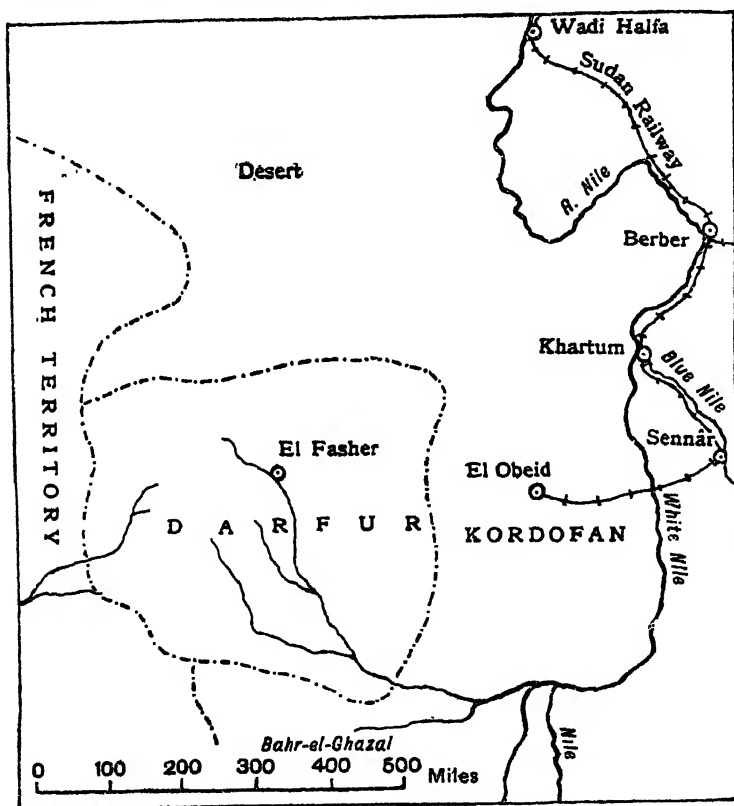 Wadi Halfa
Sudan Railway
Desert
R. Nile
FRENCH TERRITORY
Berber
Khartum
Blue Nile
El Fasher
Sennâr
El Obeid
DARFUR
KORDOFAN
White Nile
Bahr-el-Ghazal
Nile
0 100 200 300 400 500 Miles